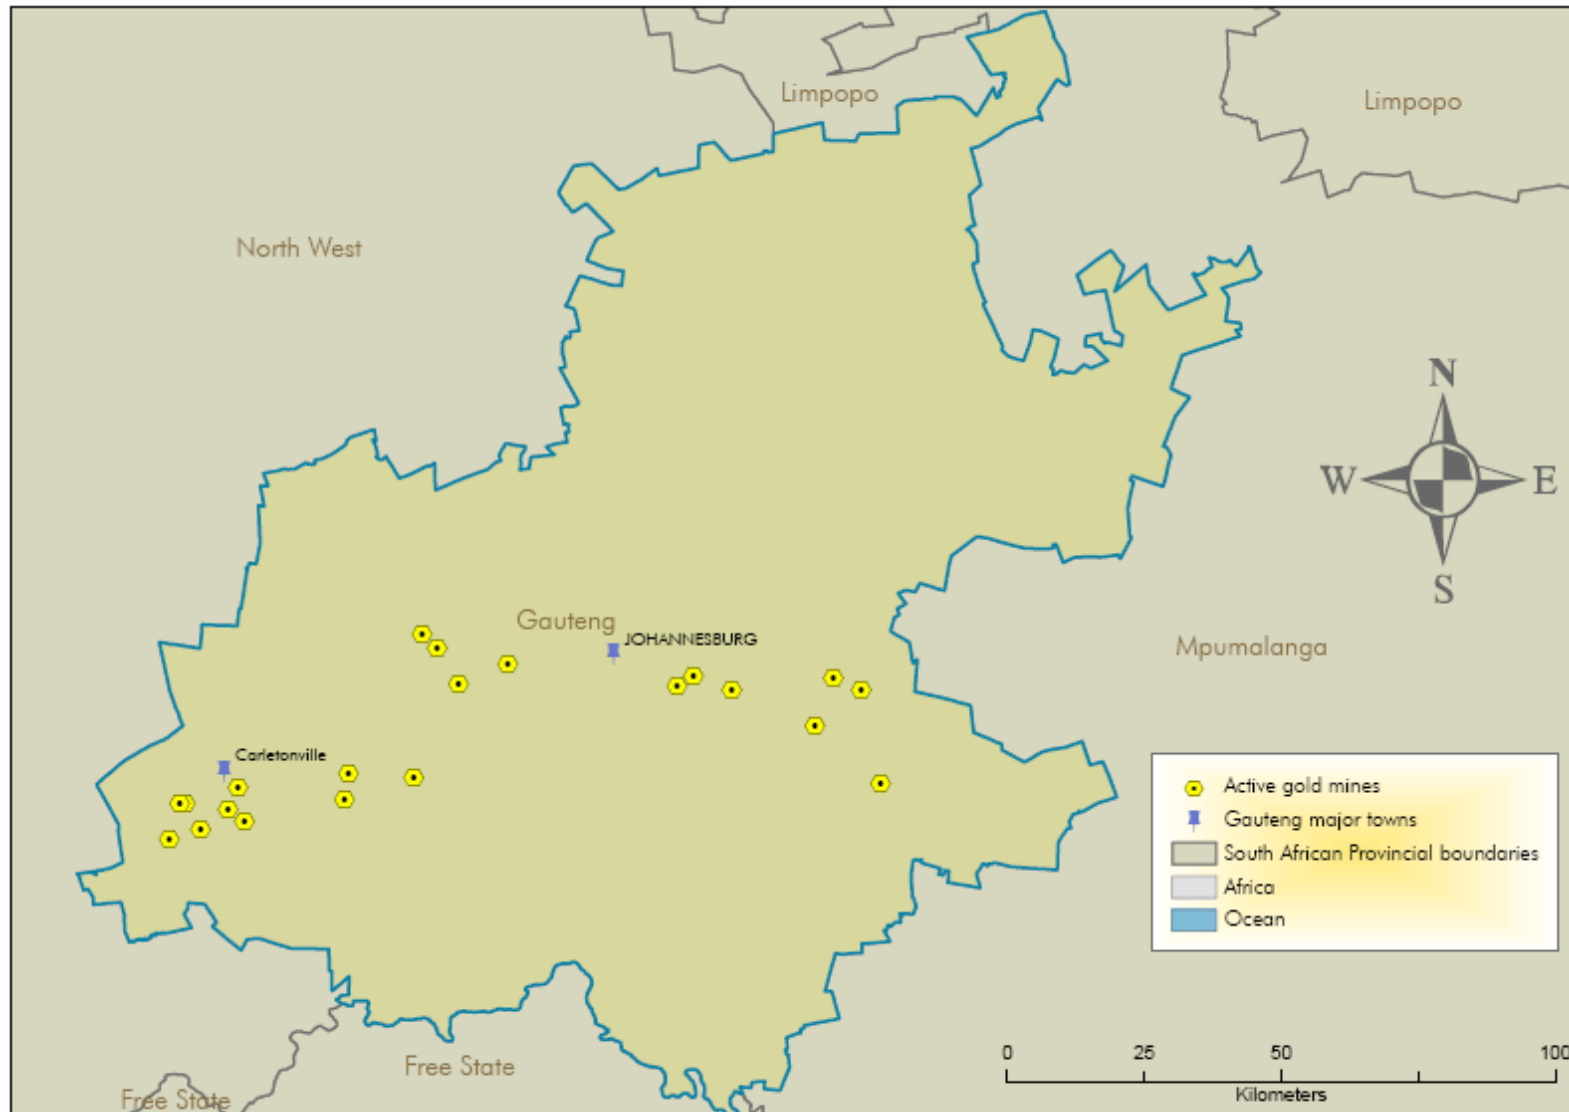 Limpopo
Limpopo
North West
N
W
E
S
Gauteng
JOHANNESBURG
Mpumalanga
Carletonville
Active gold mines
Gauteng major towns
South African Provincial boundaries
Africa
Ocean
Free State
Free State
0 25 50 100
Kilometers